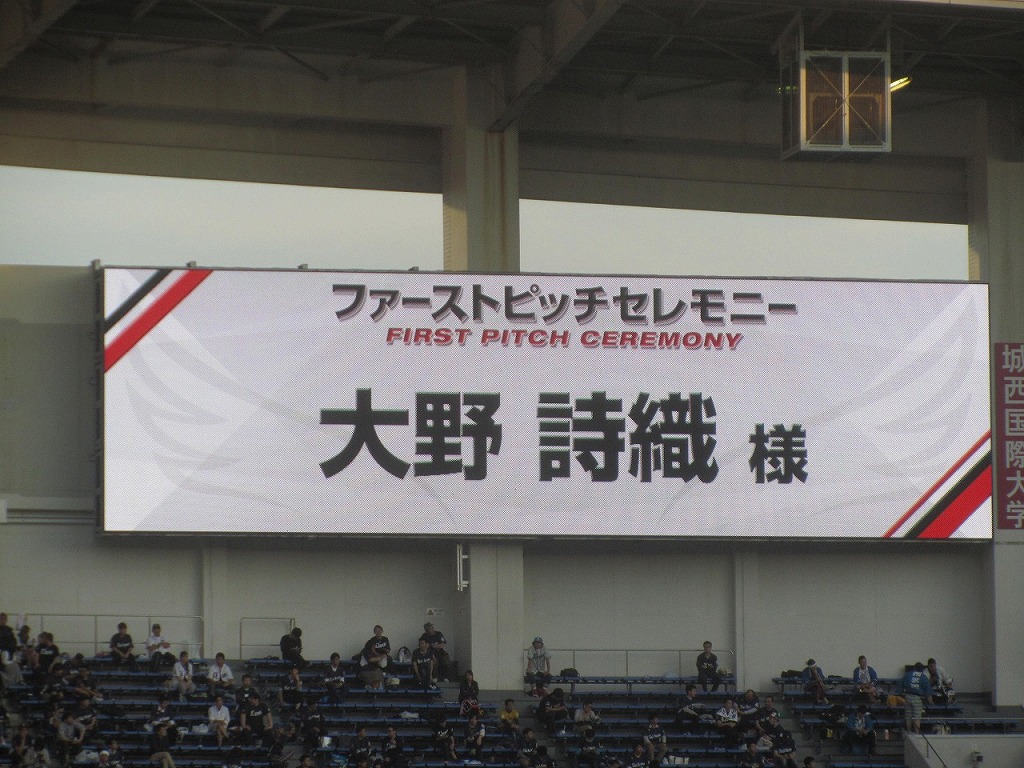 ファーストピッチセレモニー
FIRST PITCH CEREMONY
大野 詩織 様
城西国際大学